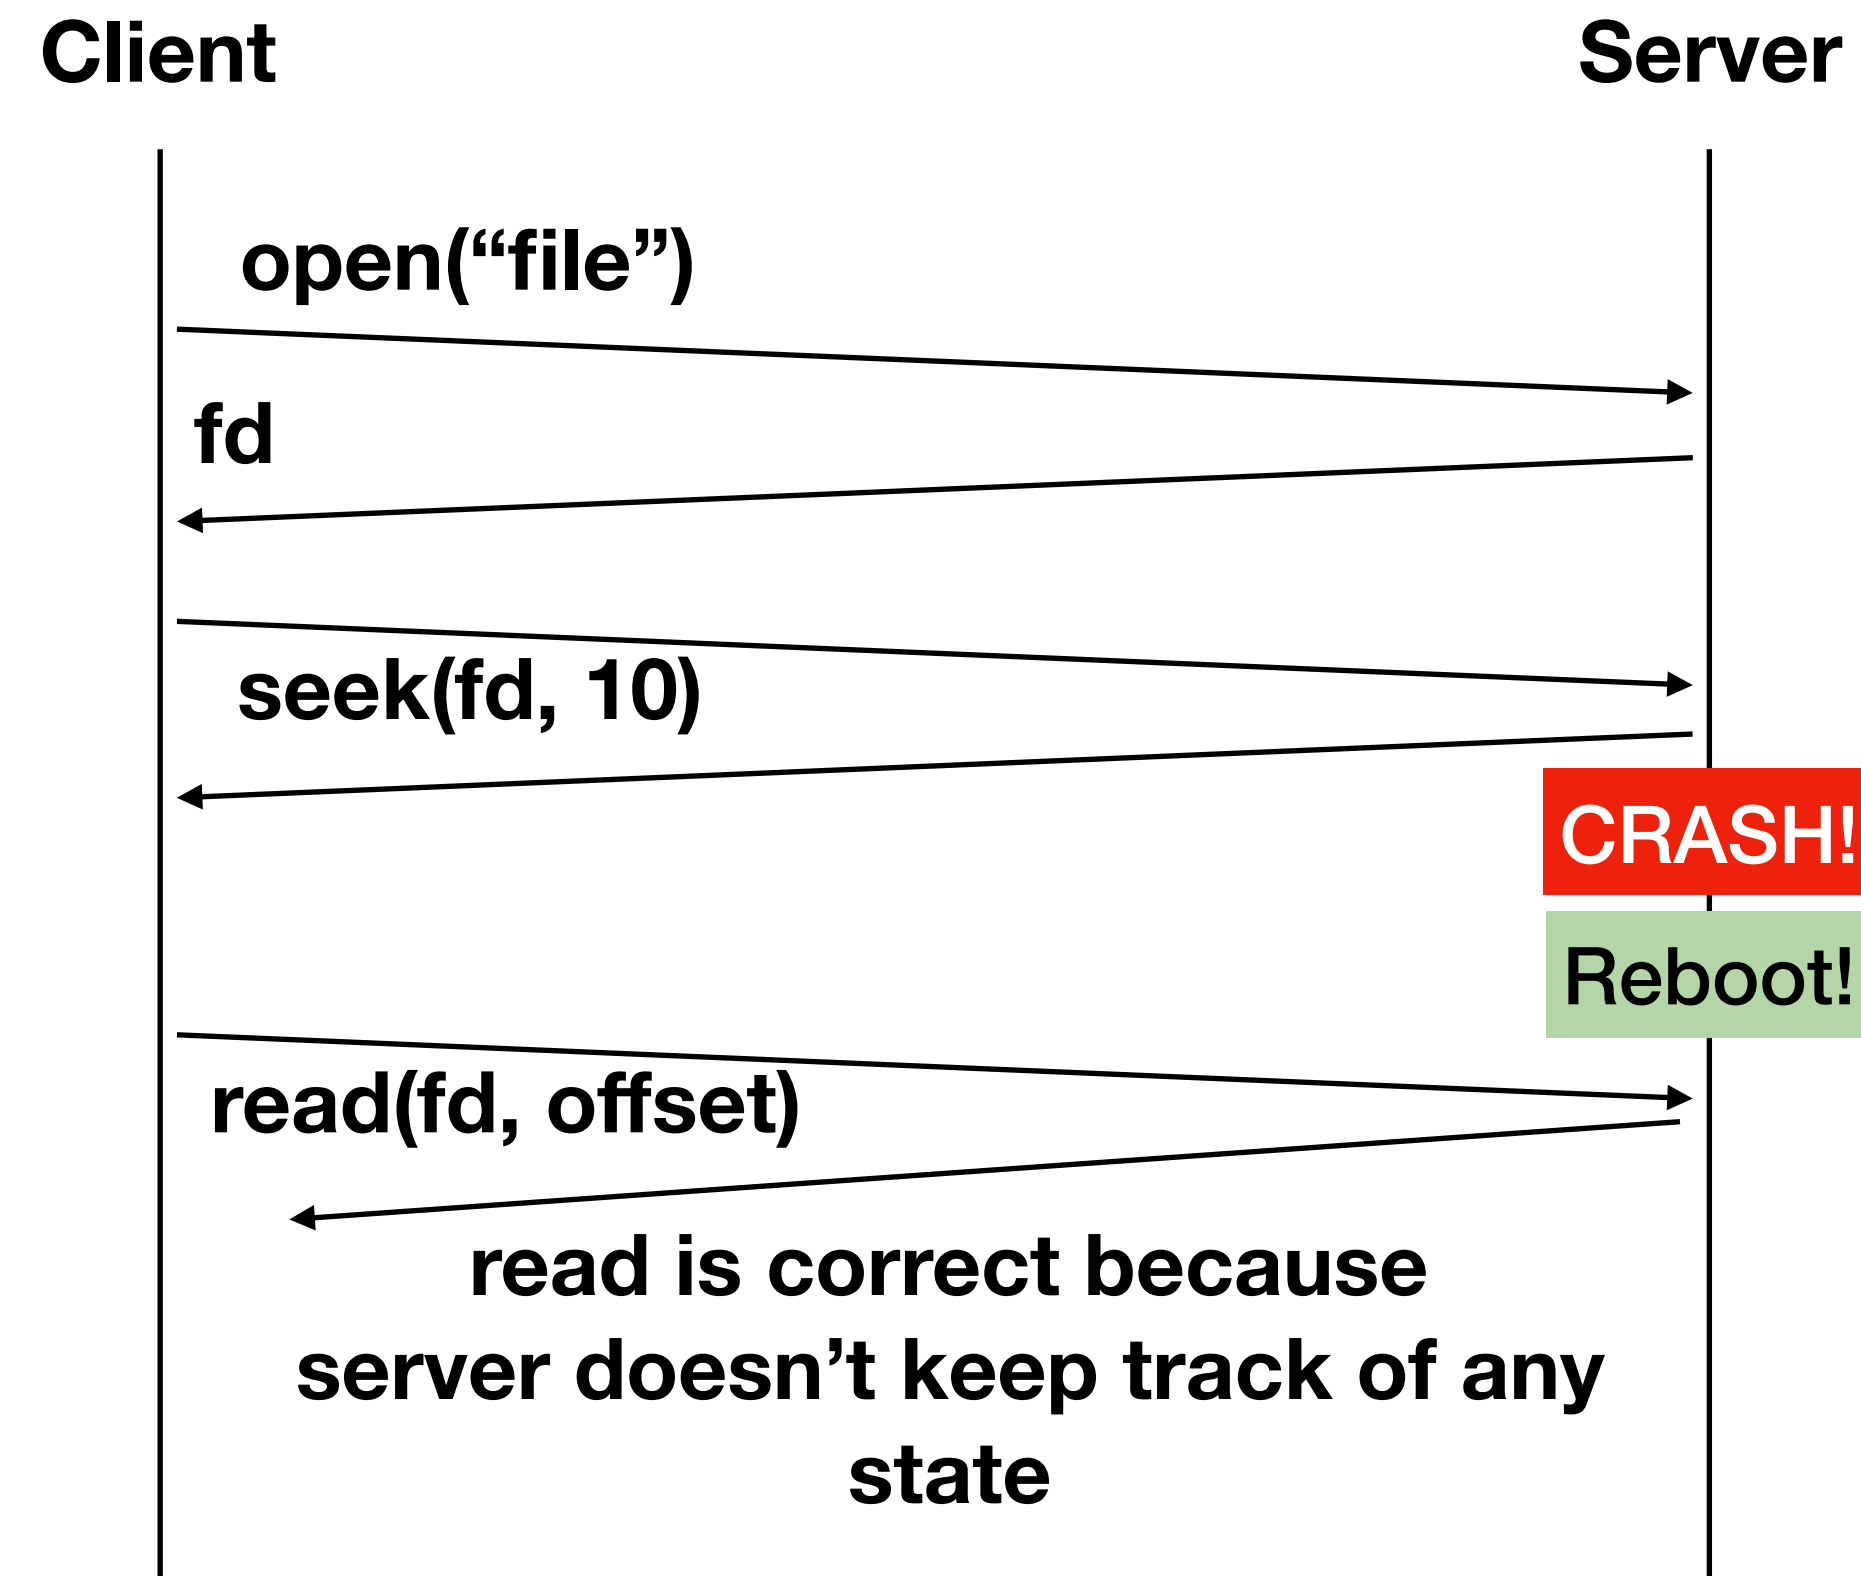 Client
Server
open(“file”)
fd
seek(fd, 10)
CRASH!
Reboot!
read(fd, offset)
read is correct because
server doesn’t keep track of any
state